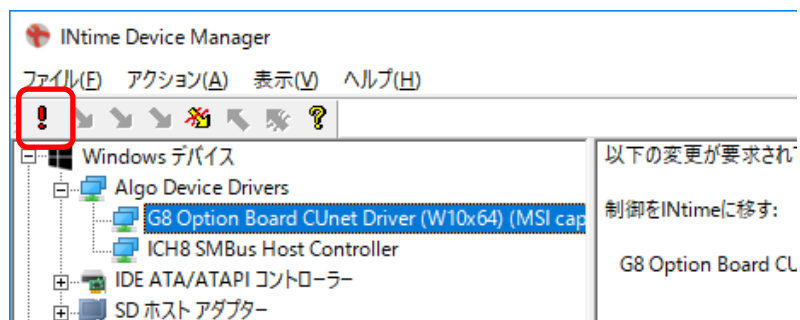 INtime Device Manager
ファイル(F) アクション(A) 表示(V) ヘルプ(H)
Windows デバイス
Algo Device Drivers
G8 Option Board CUnet Driver (W10x64) (MSI cap
ICH8 SMBus Host Controller
IDE ATA/ATAPI コントローラー
SD ホスト アダプター
以下の変更が要求され
制御をINtimeに移す:
G8 Option Board CU